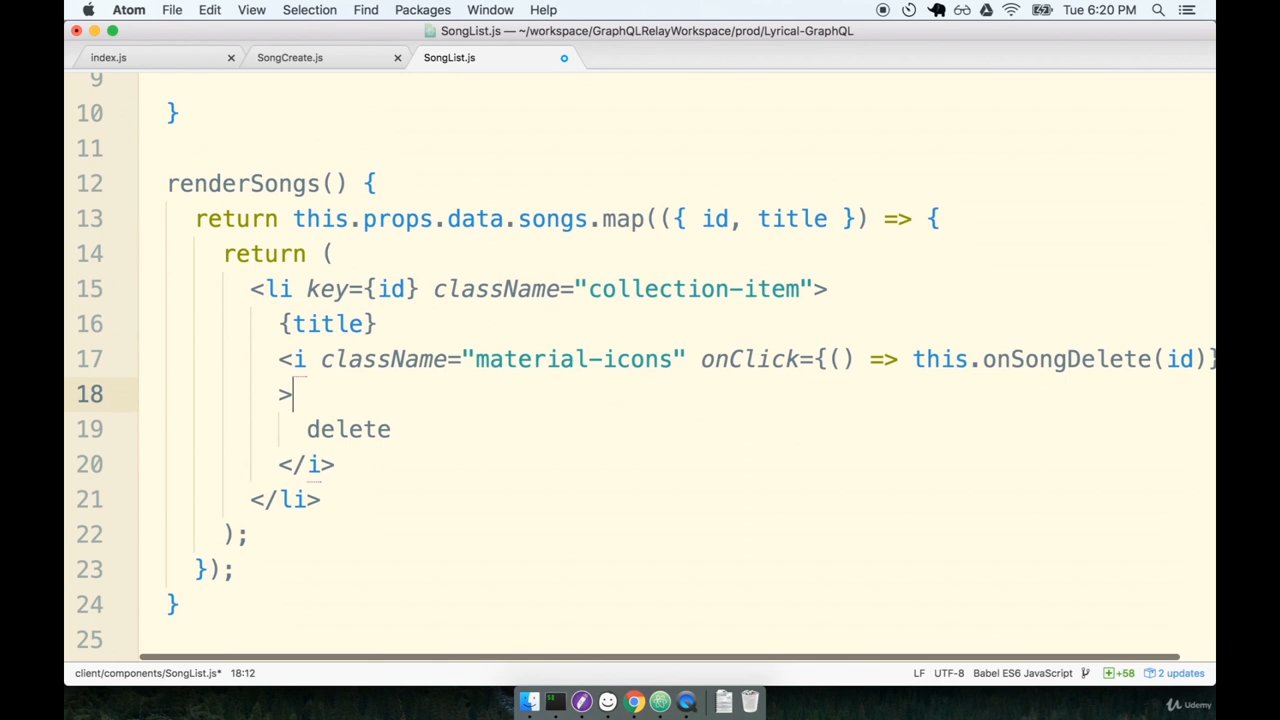 Atom File Edit View Selection Find Packages Window Help Tue 6:20 PM
SongList.js — ~/workspace/GraphQLRelayWorkspace/prod/Lyrical-GraphQL
index.js SongCreate.js SongList.js
9
10 }
11
12 renderSongs() {
13 return this.props.data.songs.map(({ id, title }) => {
14 return (
15 <li key={id} className="collection-item">
16 {title}
17 <i className="material-icons" onClick={() => this.onSongDelete(id)}
18 >
19 delete
20 </i>
21 </li>
22 );
23 });
24 }
25
client/components/SongList.js* 18:12 LF UTF-8 Babel ES6 JavaScript +58 2 updates
Udemy